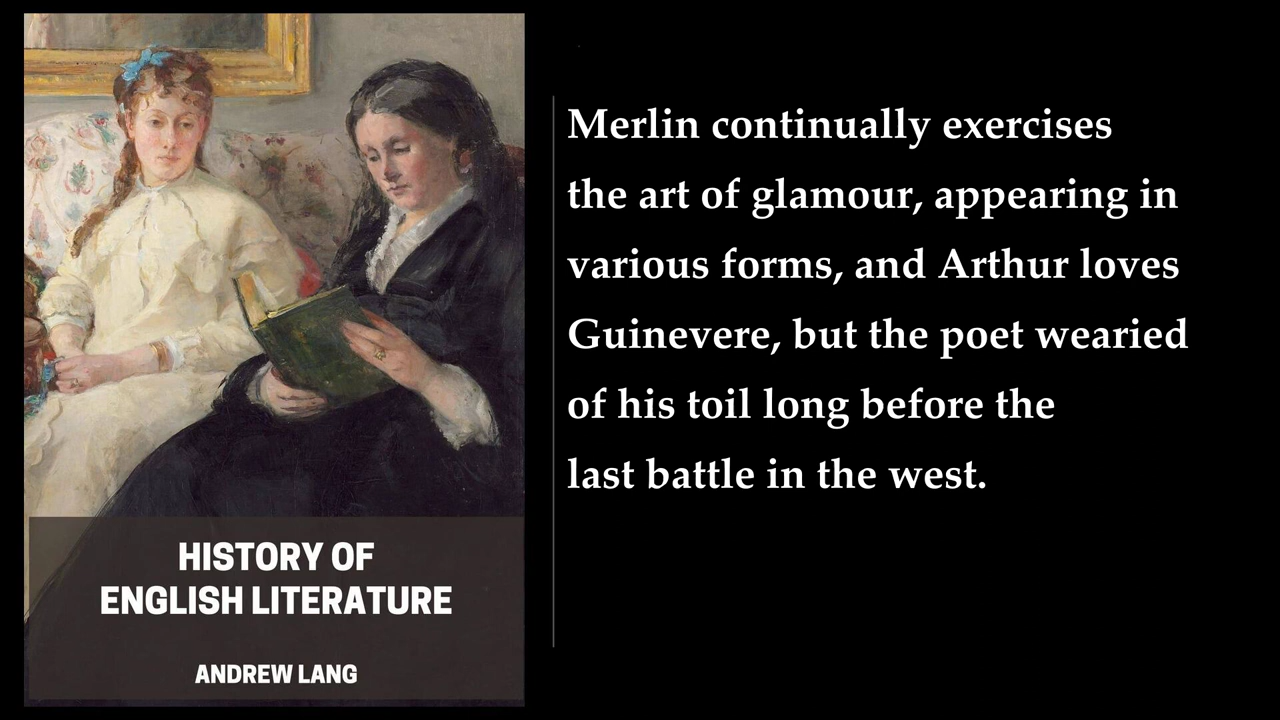 HISTORY OF
ENGLISH LITERATURE
ANDREW LANG
Merlin continually exercises
the art of glamour, appearing in
various forms, and Arthur loves
Guinevere, but the poet wearied
of his toil long before the
last battle in the west.